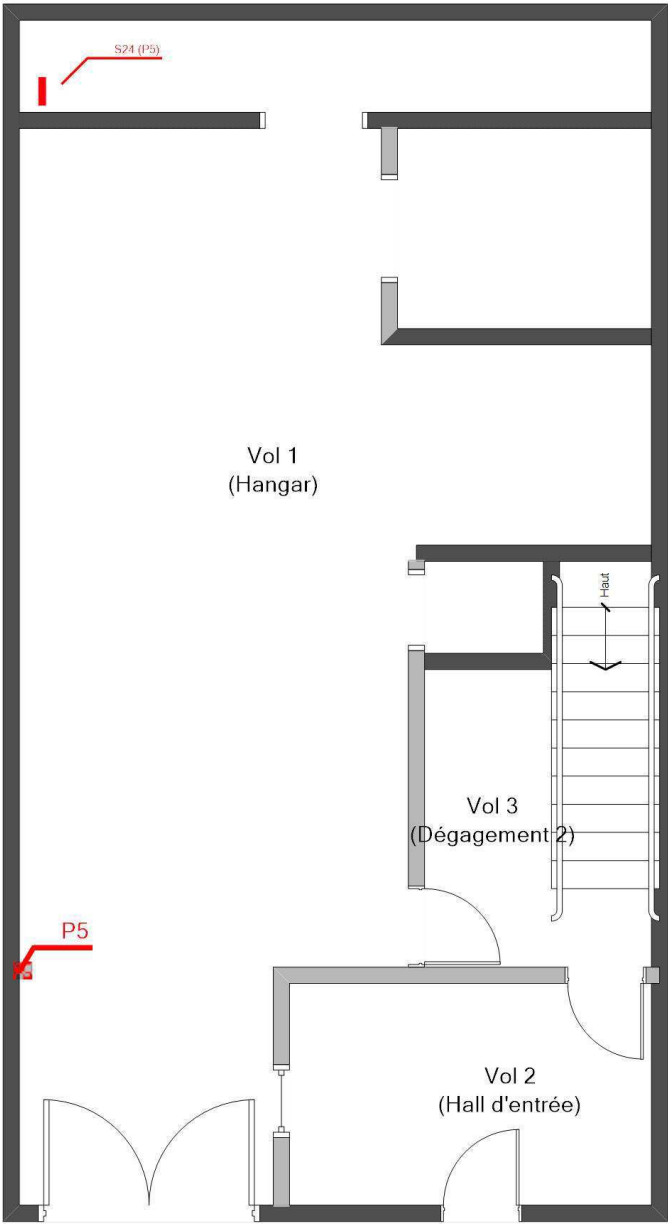 S24 (P5)
Vol 1
(Hangar)
Haut
Vol 3
(Dégagement 2)
P5
Vol 2
(Hall d'entrée)